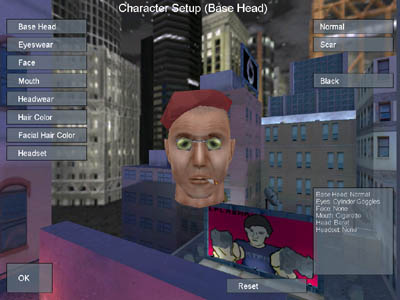 Character Setup (Base Head)
Base Head
Eyewear
Face
Mouth
Headwear
Hair Color
Facial Hair Color
Headset
Normal
Scar
Black
Base Head: Normal
Eyes: Cylinder Goggles
Face: None
Mouth: Cigarette
Head: Beret
Headset: None
OK
Reset